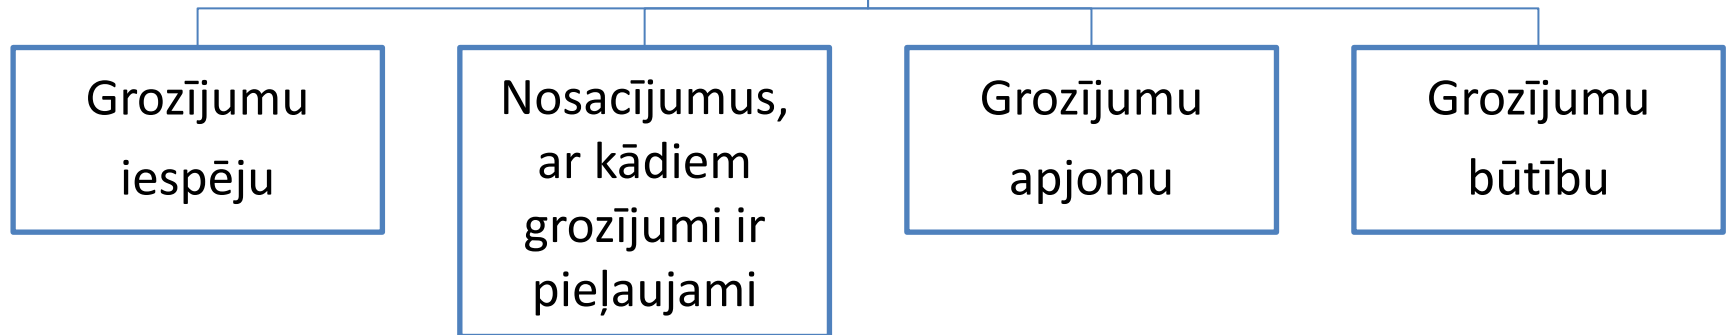 Grozījumu
iespēju
Nosacījumus,
ar kādiem
grozījumi ir
pieļaujami
Grozījumu
apjomu
Grozījumu
būtību